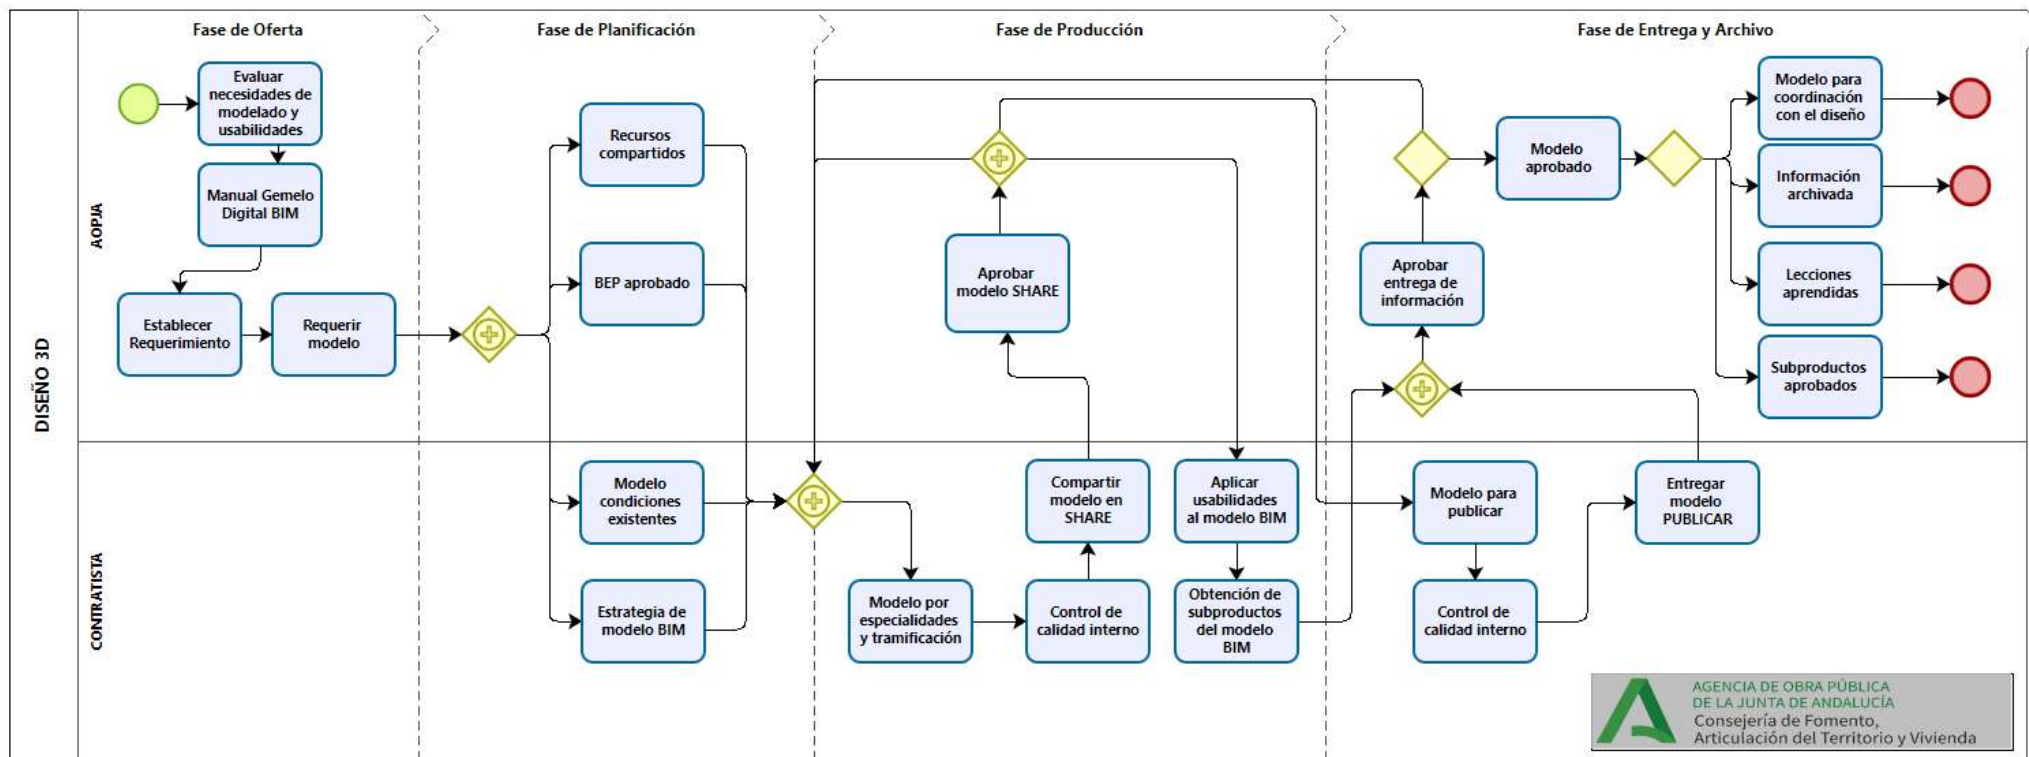 Fase de Oferta
Fase de Planificación
Fase de Producción
Fase de Entrega y Archivo
DISEÑO 3D
AOPJA
CONTRATISTA
Evaluar
necesidades de
modelado y
usabilidades
Manual Gemelo
Digital BIM
Establecer
Requerimiento
Requerir
modelo
Recursos
compartidos
BEP aprobado
Modelo
condiciones
existentes
Estrategia de
modelo BIM
Aprobar
modelo SHARE
Compartir
modelo en
SHARE
Modelo por
especialidades
y tramificación
Control de
calidad interno
Aplicar
usabilidades
al modelo BIM
Obtención de
subproductos
del modelo
BIM
Aprobar
entrega de
información
Modelo
aprobado
Modelo para
coordinación
con el diseño
Información
archivada
Lecciones
aprendidas
Subproductos
aprobados
Modelo para
publicar
Control de
calidad interno
Entregar
modelo
PUBLICAR
AGENCIA DE OBRA PÚBLICA
DE LA JUNTA DE ANDALUCÍA
Consejería de Fomento,
Articulación del Territorio y Vivienda